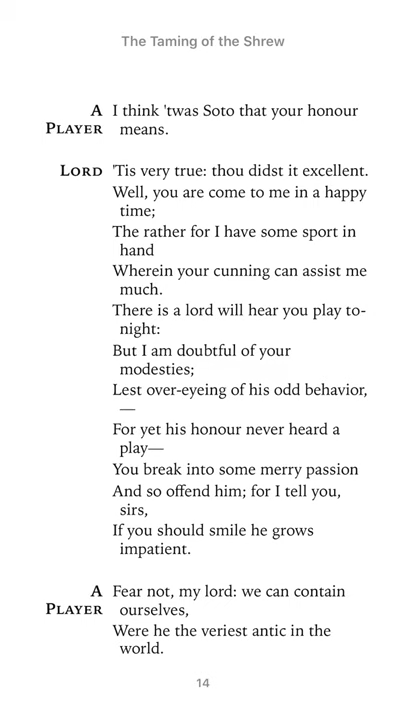 The Taming of the Shrew
A I think 'twas Soto that your honour
PLAYER means.
LORD 'Tis very true: thou didst it excellent.
Well, you are come to me in a happy
time;
The rather for I have some sport in
hand
Wherein your cunning can assist me
much.
There is a lord will hear you play to-
night:
But I am doubtful of your
modesties;
Lest over-eyeing of his odd behavior,
—
For yet his honour never heard a
play—
You break into some merry passion
And so offend him; for I tell you,
sirs,
If you should smile he grows
impatient.
A Fear not, my lord: we can contain
PLAYER ourselves,
Were he the veriest antic in the
world.
14